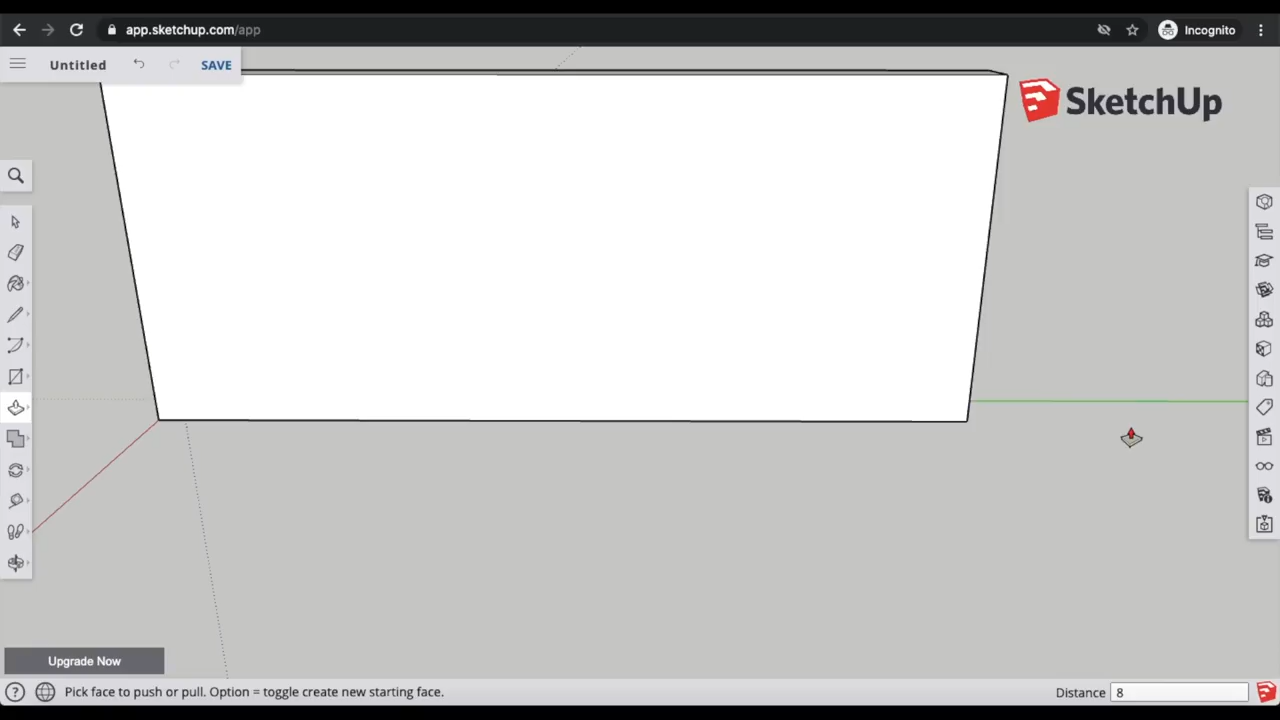 app.sketchup.com/app
Incognito
Untitled
SAVE
SketchUp
Upgrade Now
Pick face to push or pull. Option = toggle create new starting face.
Distance 8